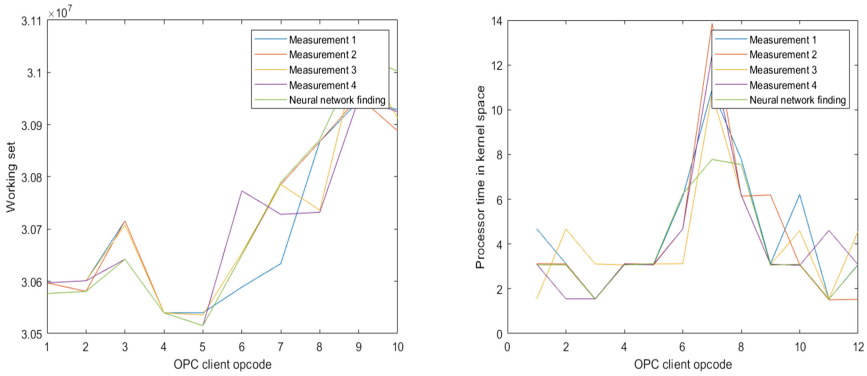 ×10⁷
3.11
3.1
3.09
3.08
3.07
3.06
3.05
Working set
1 2 3 4 5 6 7 8 9 10
OPC client opcode
Measurement 1
Measurement 2
Measurement 3
Measurement 4
Neural network finding
14
12
10
8
6
4
2
0
Processor time in kernel space
0 2 4 6 8 10 12
OPC client opcode
Measurement 1
Measurement 2
Measurement 3
Measurement 4
Neural network finding